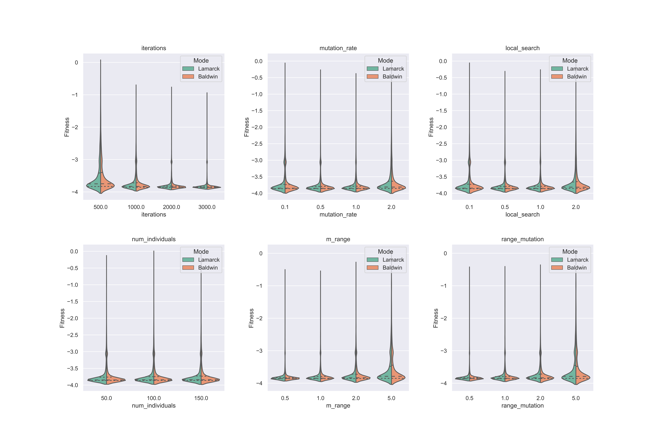 iterations
Mode
Lamarck
Baldwin
Fitness
0
−1
−2
−3
−4
500.0 1000.0 2000.0 3000.0
iterations
mutation_rate
Mode
Lamarck
Baldwin
Fitness
0.0
−0.5
−1.0
−1.5
−2.0
−2.5
−3.0
−3.5
−4.0
0.1 0.5 1.0 2.0
mutation_rate
local_search
Mode
Lamarck
Baldwin
Fitness
0.0
−0.5
−1.0
−1.5
−2.0
−2.5
−3.0
−3.5
−4.0
0.1 0.5 1.0 2.0
local_search
num_individuals
Mode
Lamarck
Baldwin
Fitness
0.0
−0.5
−1.0
−1.5
−2.0
−2.5
−3.0
−3.5
−4.0
50.0 100.0 150.0
num_individuals
m_range
Mode
Lamarck
Baldwin
Fitness
0
−1
−2
−3
−4
0.5 1.0 2.0 5.0
m_range
range_mutation
Mode
Lamarck
Baldwin
Fitness
0
−1
−2
−3
−4
0.5 1.0 2.0 5.0
range_mutation